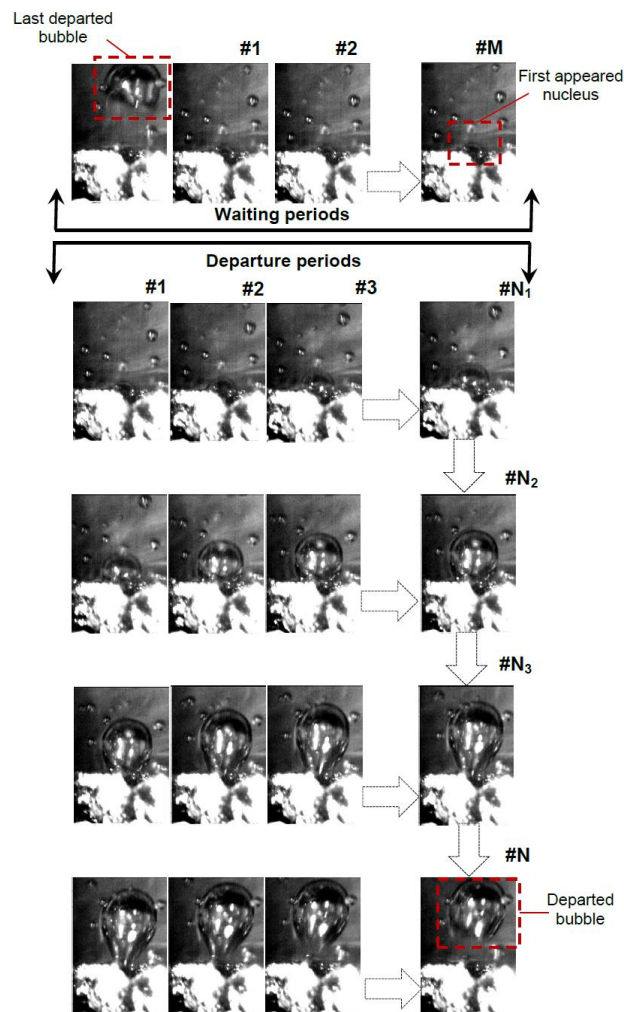 Last departed
bubble
#1
#2
#M
First appeared
nucleus
Waiting periods
Departure periods
#1
#2
#3
#N₁
#N₂
#N₃
#N
Departed
bubble